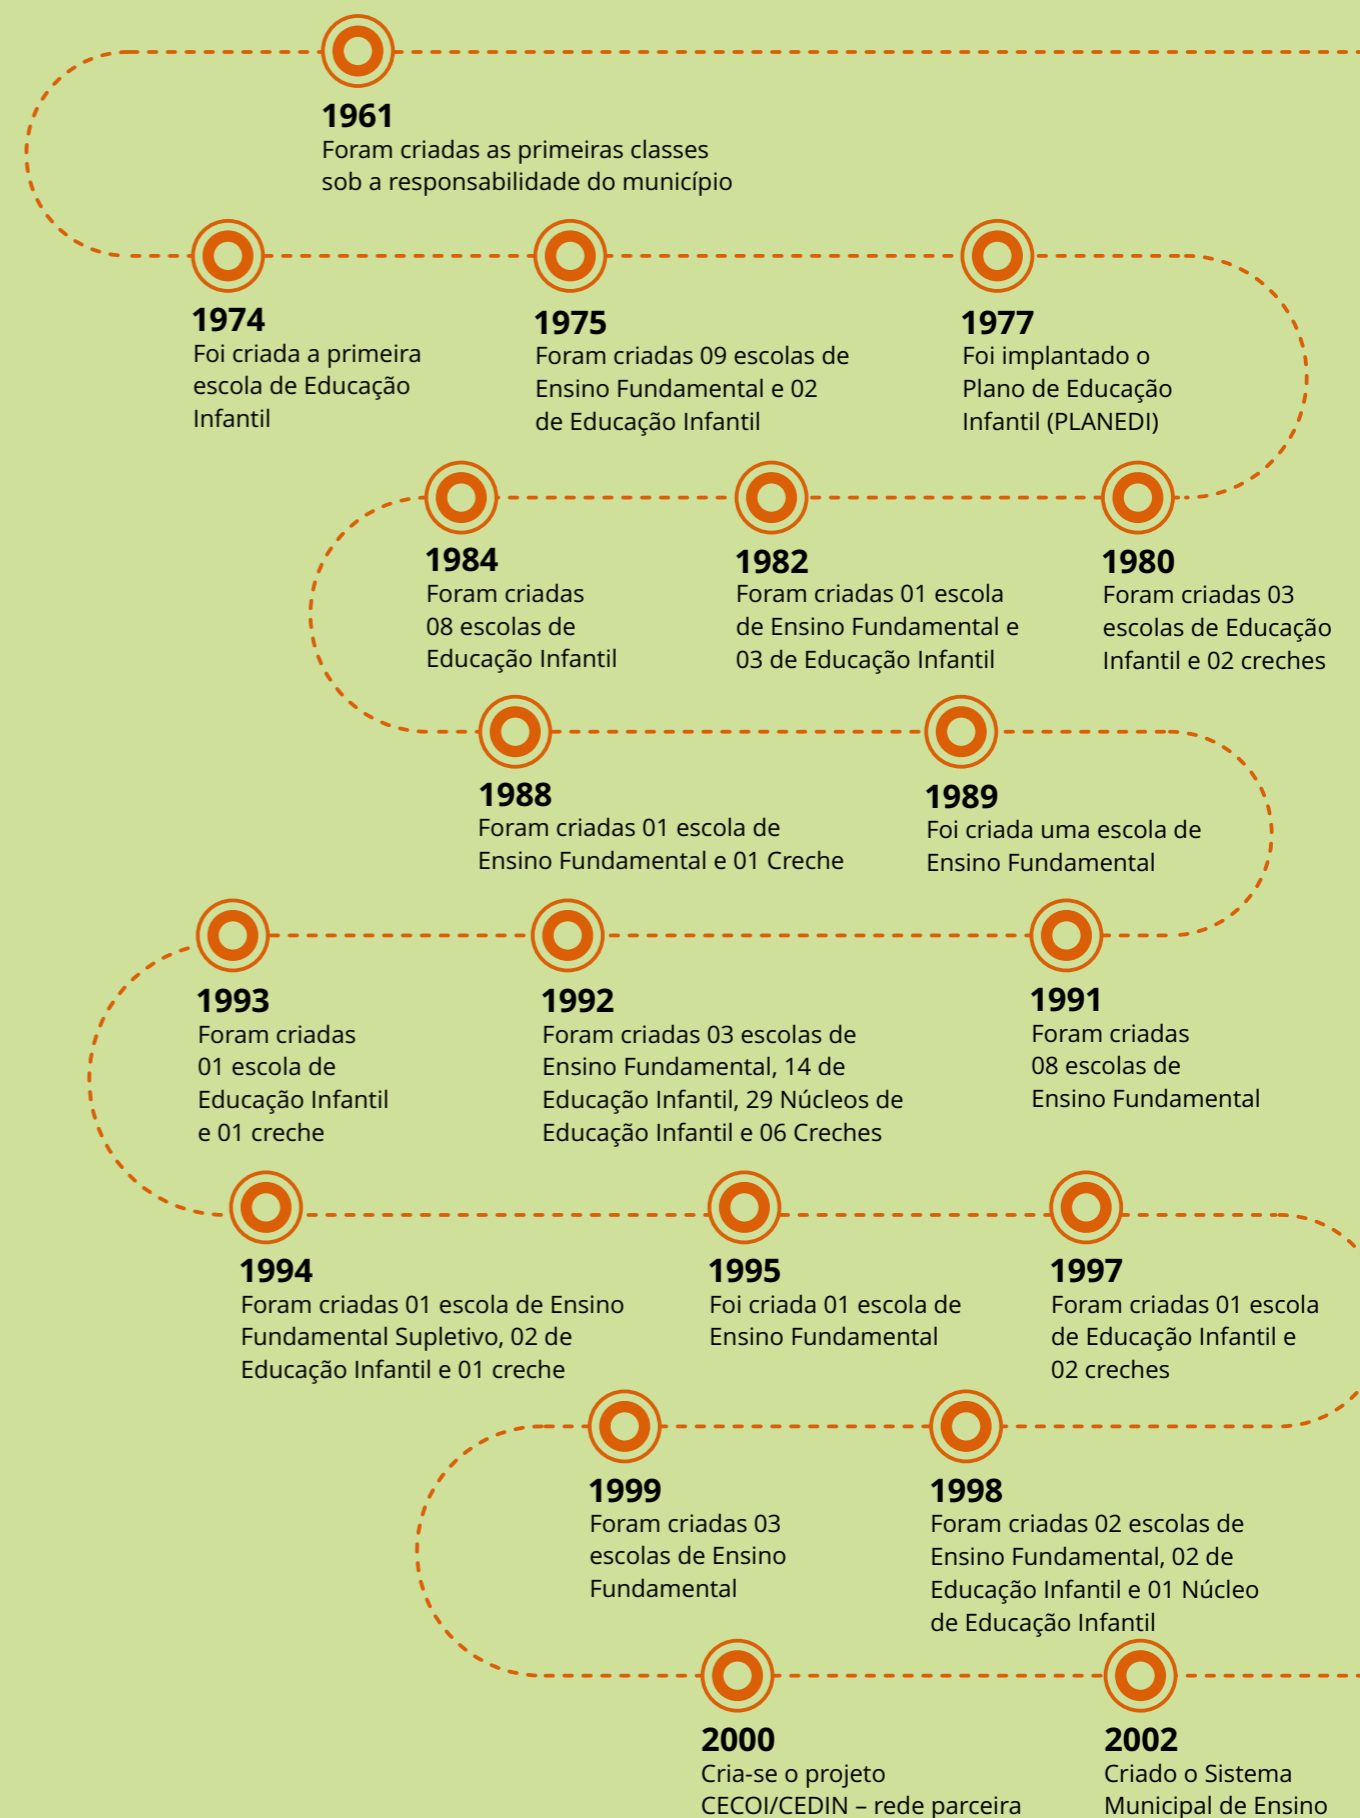 1961
Foram criadas as primeiras classes
sob a responsabilidade do município
1974
Foi criada a primeira
escola de Educação
Infantil
1975
Foram criadas 09 escolas de
Ensino Fundamental e 02
de Educação Infantil
1977
Foi implantado o
Plano de Educação
Infantil (PLANEDI)
1980
Foram criadas 03
escolas de Educação
Infantil e 02 creches
1982
Foram criadas 01 escola
de Ensino Fundamental e
03 de Educação Infantil
1984
Foram criadas
08 escolas de
Educação Infantil
1988
Foram criadas 01 escola de
Ensino Fundamental e 01 Creche
1989
Foi criada uma escola de
Ensino Fundamental
1991
Foram criadas
08 escolas de
Ensino Fundamental
1992
Foram criadas 03 escolas de
Ensino Fundamental, 14 de
Educação Infantil, 29 Núcleos de
Educação Infantil e 06 Creches
1993
Foram criadas
01 escola de
Educação Infantil
e 01 creche
1994
Foram criadas 01 escola de Ensino
Fundamental Supletivo, 02 de
Educação Infantil e 01 creche
1995
Foi criada 01 escola de
Ensino Fundamental
1997
Foram criadas 01 escola
de Educação Infantil e
02 creches
1998
Foram criadas 02 escolas de
Ensino Fundamental, 02 de
Educação Infantil e 01 Núcleo
de Educação Infantil
1999
Foram criadas 03
escolas de Ensino
Fundamental
2000
Cria-se o projeto
CECOI/CEDIN – rede parceira
2002
Criado o Sistema
Municipal de Ensino